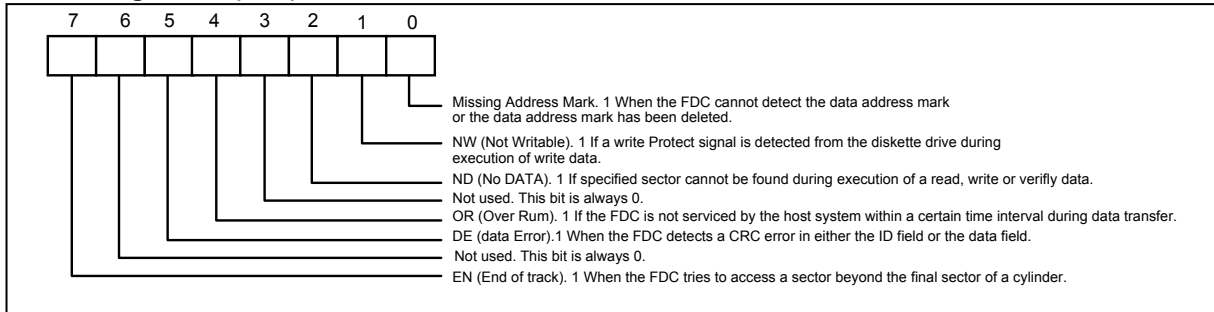 7 6 5 4 3 2 1 0
Missing Address Mark. 1 When the FDC cannot detect the data address mark
or the data address mark has been deleted.
NW (Not Writable). 1 If a write Protect signal is detected from the diskette drive during
execution of write data.
ND (No DATA). 1 If specified sector cannot be found during execution of a read, write or verifly data.
Not used. This bit is always 0.
OR (Over Rum). 1 If the FDC is not serviced by the host system within a certain time interval during data transfer.
DE (data Error).1 When the FDC detects a CRC error in either the ID field or the data field.
Not used. This bit is always 0.
EN (End of track). 1 When the FDC tries to access a sector beyond the final sector of a cylinder.